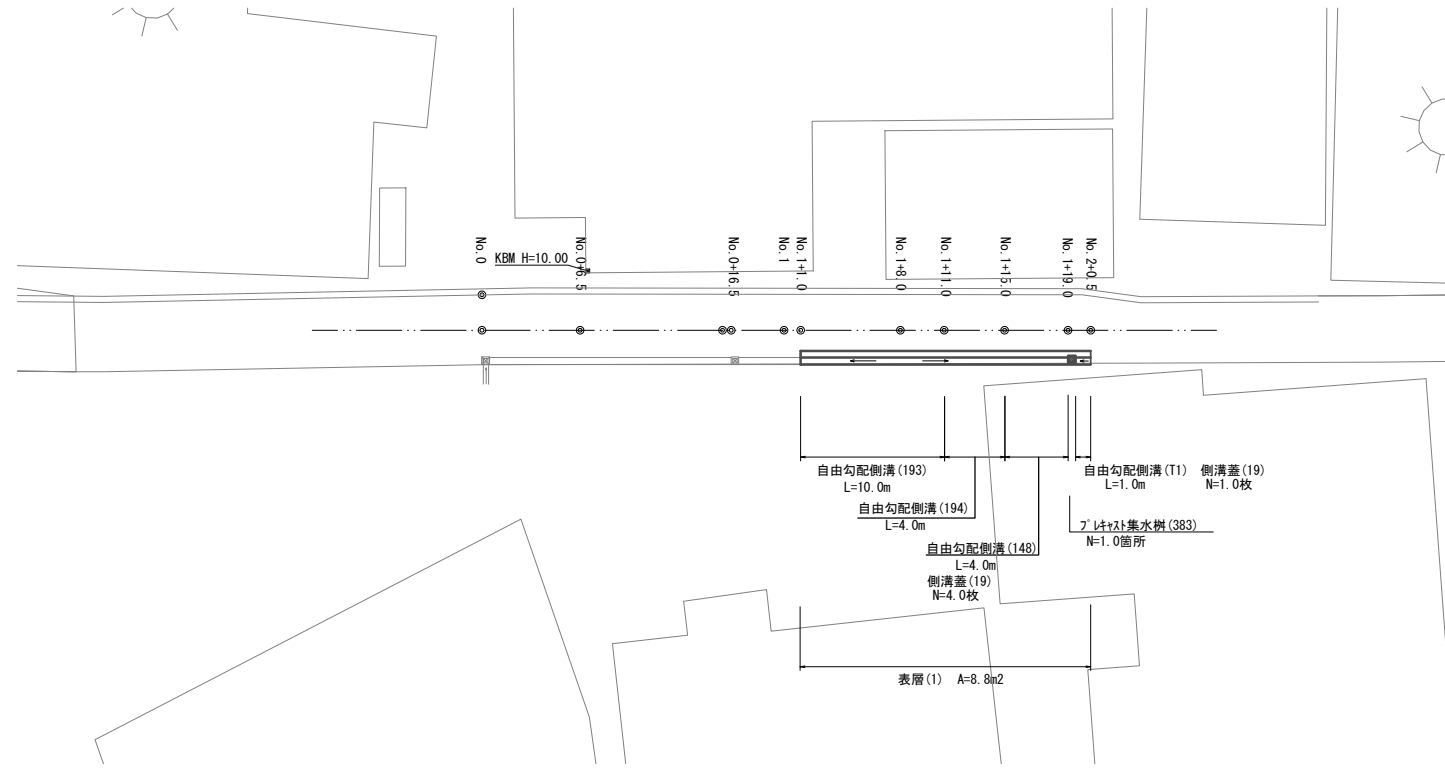 No.0
KBM H=10.00
No.0+6.5
No.0+16.5
No.1
No.1+1.0
No.1+8.0
No.1+11.0
No.1+15.0
No.1+19.0
No.2+0.5
自由勾配側溝(193)
L=10.0m
自由勾配側溝(T1) 側溝蓋(19)
L=1.0m N=1.0枚
自由勾配側溝(194)
L=4.0m
プレキャスト集水桝(383)
N=1.0箇所
自由勾配側溝(148)
L=4.0m
側溝蓋(19)
N=4.0枚
表層(1) A=8.8m2